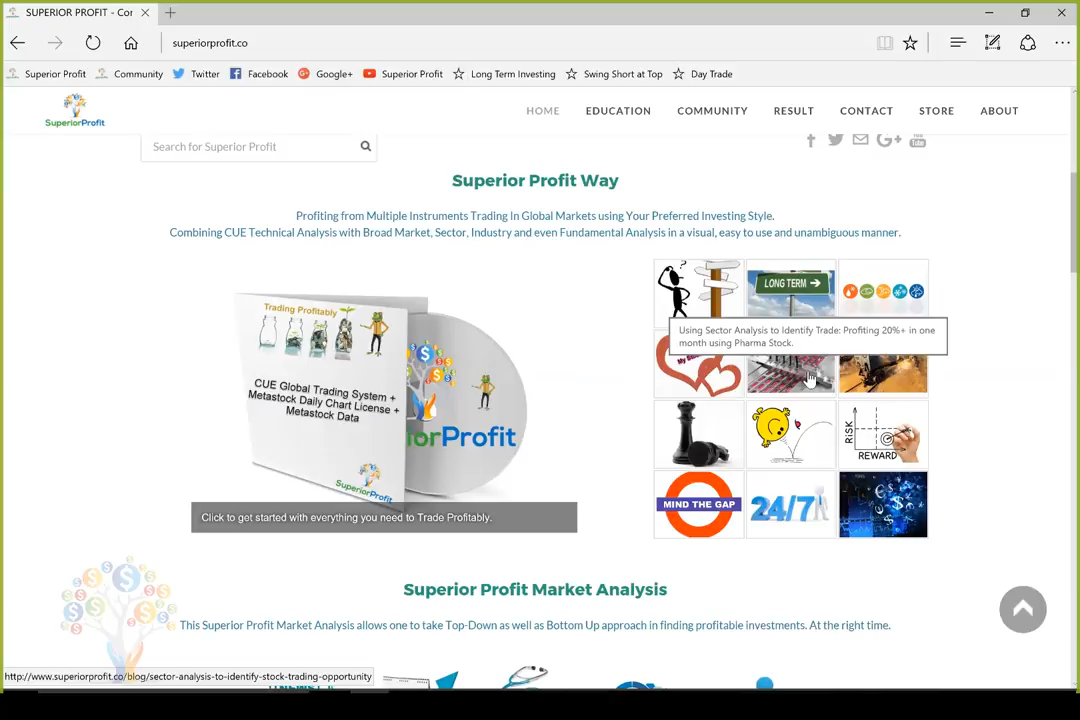 SUPERIOR PROFIT - Cor
superiorprofit.co
Superior Profit
Community
Twitter
Facebook
Google+
Superior Profit
Long Term Investing
Swing Short at Top
Day Trade
SuperiorProfit
HOME
EDUCATION
COMMUNITY
RESULT
CONTACT
STORE
ABOUT
Search for Superior Profit
Superior Profit Way
Profiting from Multiple Instruments Trading In Global Markets using Your Preferred Investing Style.
Combining CUE Technical Analysis with Broad Market, Sector, Industry and even Fundamental Analysis in a visual, easy to use and unambiguous manner.
Trading Profitably
CUE Global Trading System +
Metastock Daily Chart License +
Metastock Data
SuperiorProfit
iorProfit
Click to get started with everything you need to Trade Profitably.
LONG TERM
Using Sector Analysis to Identify Trade: Profiting 20%+ in one
month using Pharma Stock.
My
RISK
REWARD
MIND THE GAP
24/7
Superior Profit Market Analysis
This Superior Profit Market Analysis allows one to take Top-Down as well as Bottom Up approach in finding profitable investments. At the right time.
http://www.superiorprofit.co/blog/sector-analysis-to-identify-stock-trading-opportunity